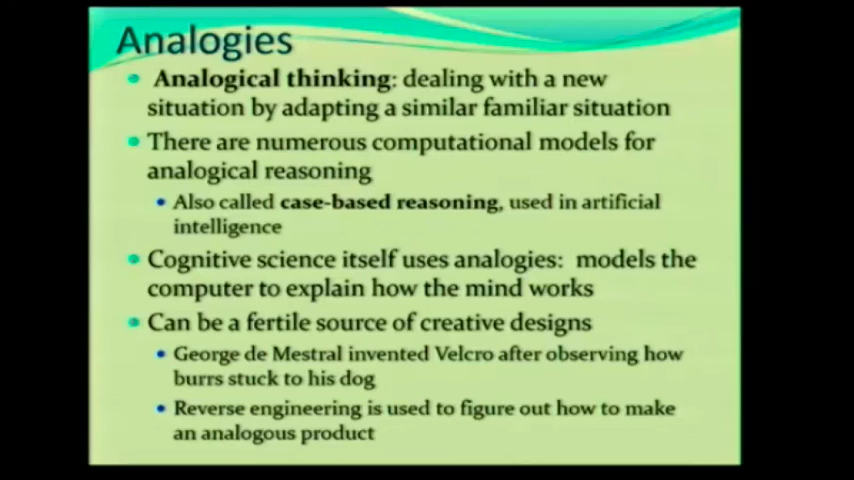 Analogies
Analogical thinking: dealing with a new
situation by adapting a similar familiar situation
There are numerous computational models for
analogical reasoning
Also called case-based reasoning, used in artificial
intelligence
Cognitive science itself uses analogies: models the
computer to explain how the mind works
Can be a fertile source of creative designs
George de Mestral invented Velcro after observing how
burrs stuck to his dog
Reverse engineering is used to figure out how to make
an analogous product